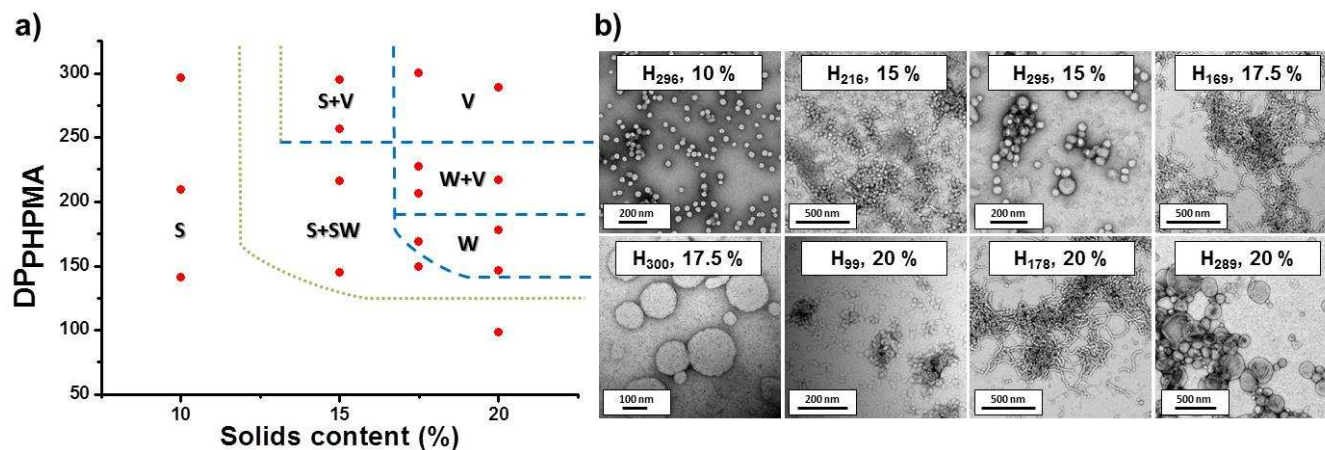 a)
DP_PHPMA
300
250
200
150
100
50
10
15
20
Solids content (%)
S
S+V
S+SW
V
W+V
W
b)
H₂₉₆, 10 %
H₂₁₆, 15 %
H₂₉₅, 15 %
H₁₆₉, 17.5 %
200 nm
500 nm
200 nm
500 nm
H₃₀₀, 17.5 %
H₉₉, 20 %
H₁₇₈, 20 %
H₂₈₉, 20 %
100 nm
200 nm
500 nm
500 nm